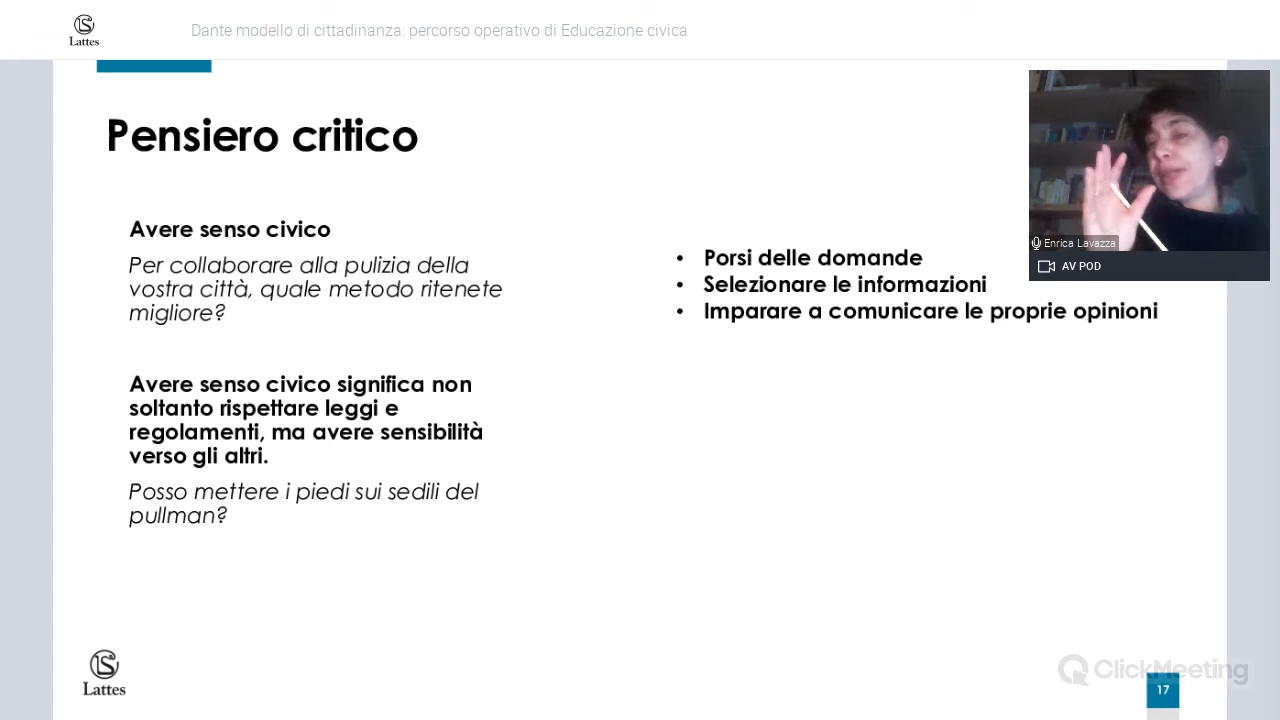 Lattes
Dante modello di cittadinanza: percorso operativo di Educazione civica
Pensiero critico
Avere senso civico
Per collaborare alla pulizia della
vostra città, quale metodo ritenete
migliore?
Avere senso civico significa non
soltanto rispettare leggi e
regolamenti, ma avere sensibilità
verso gli altri.
Posso mettere i piedi sui sedili del
pullman?
• Porsi delle domande
• Selezionare le informazioni
• Imparare a comunicare le proprie opinioni
Enrica Lavazza
AV POD
Lattes
ClickMeeting
17